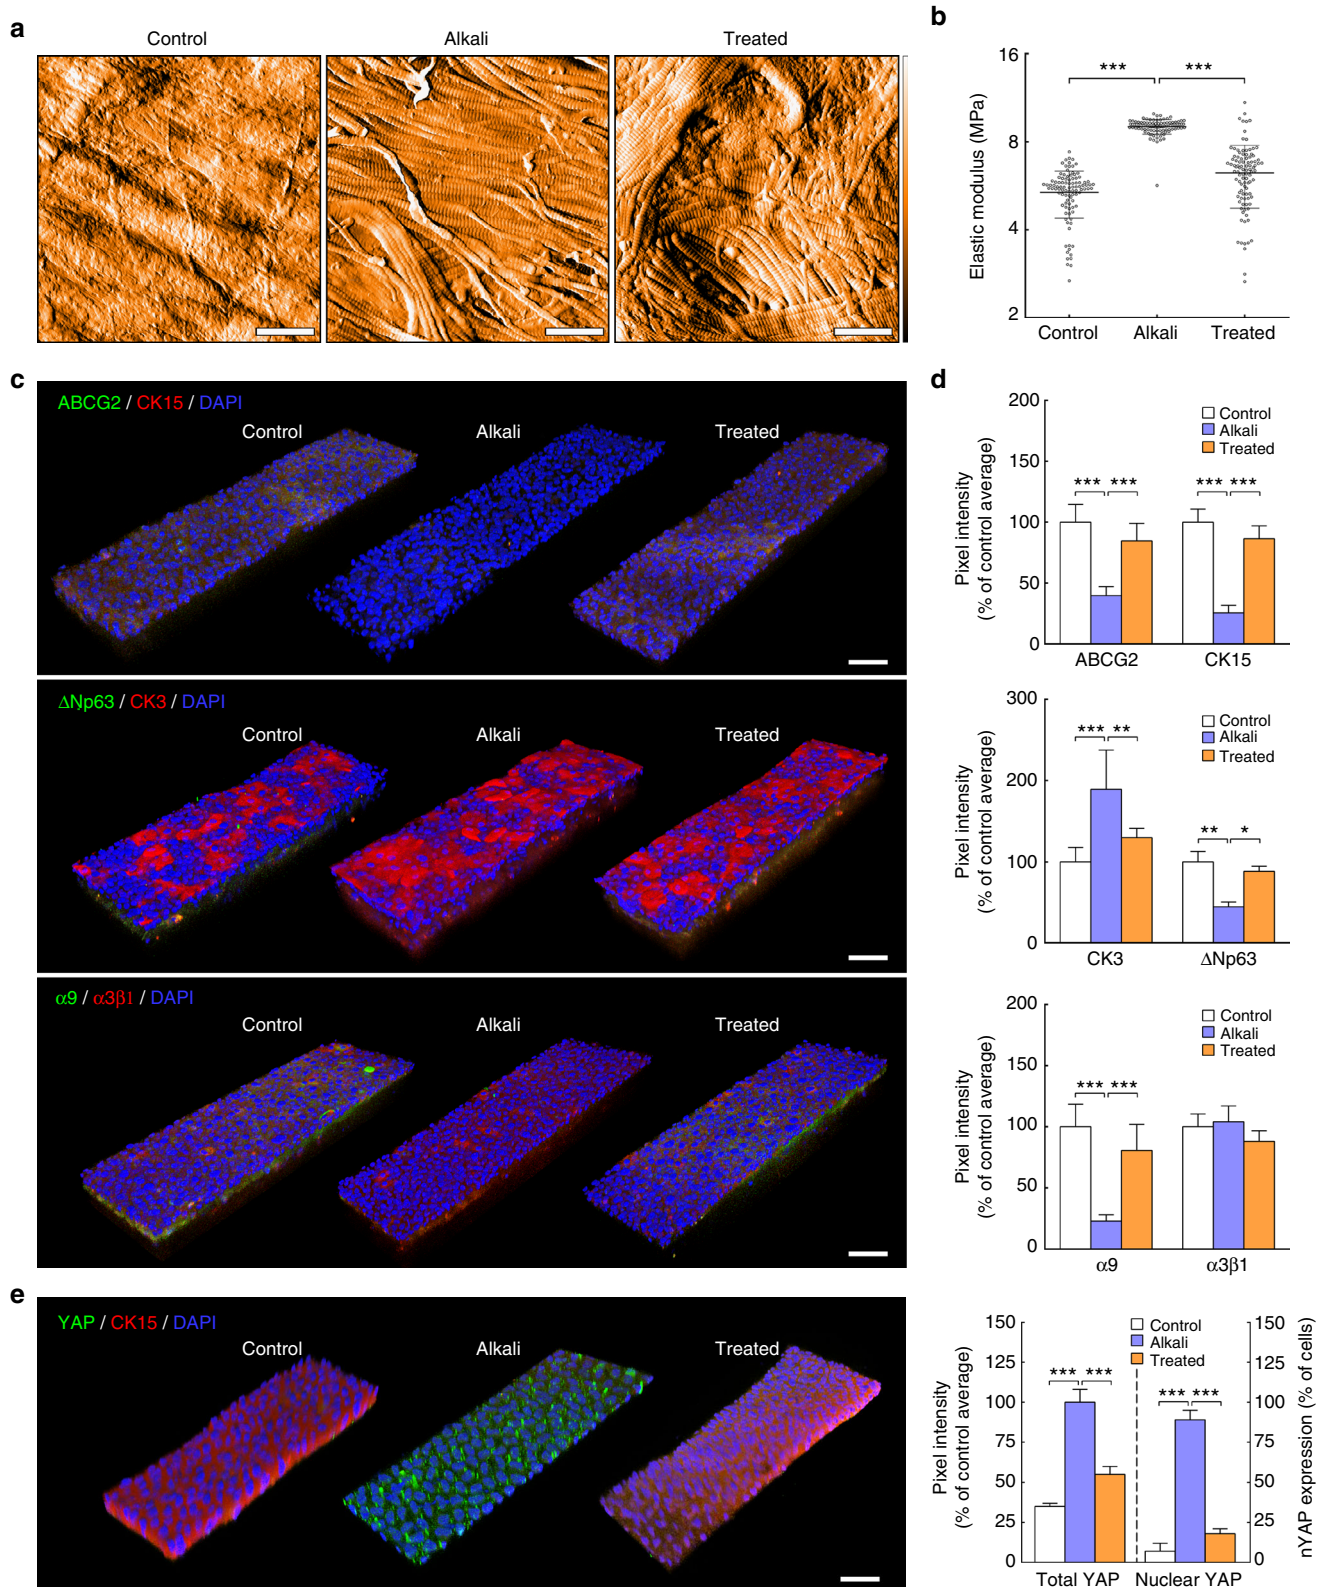 a
Control
Alkali
Treated
b
16
8
4
2
Elastic modulus (MPa)
***
***
Control
Alkali
Treated
c
ABCG2 / CK15 / DAPI
Control
Alkali
Treated
ΔNp63 / CK3 / DAPI
Control
Alkali
Treated
α9 / α3β1 / DAPI
Control
Alkali
Treated
d
200
150
100
50
0
Pixel intensity
(% of control average)
Control
Alkali
Treated
*** ***
*** ***
ABCG2
CK15
300
200
100
0
Pixel intensity
(% of control average)
Control
Alkali
Treated
*** **
** *
CK3
ΔNp63
200
150
100
50
0
Pixel intensity
(% of control average)
Control
Alkali
Treated
*** ***
α9
α3β1
e
YAP / CK15 / DAPI
Control
Alkali
Treated
150
125
100
75
50
25
0
Pixel intensity
(% of control average)
Control
Alkali
Treated
*** ***
*** ***
Total YAP
Nuclear YAP
150
125
100
75
50
25
0
nYAP expression (% of cells)